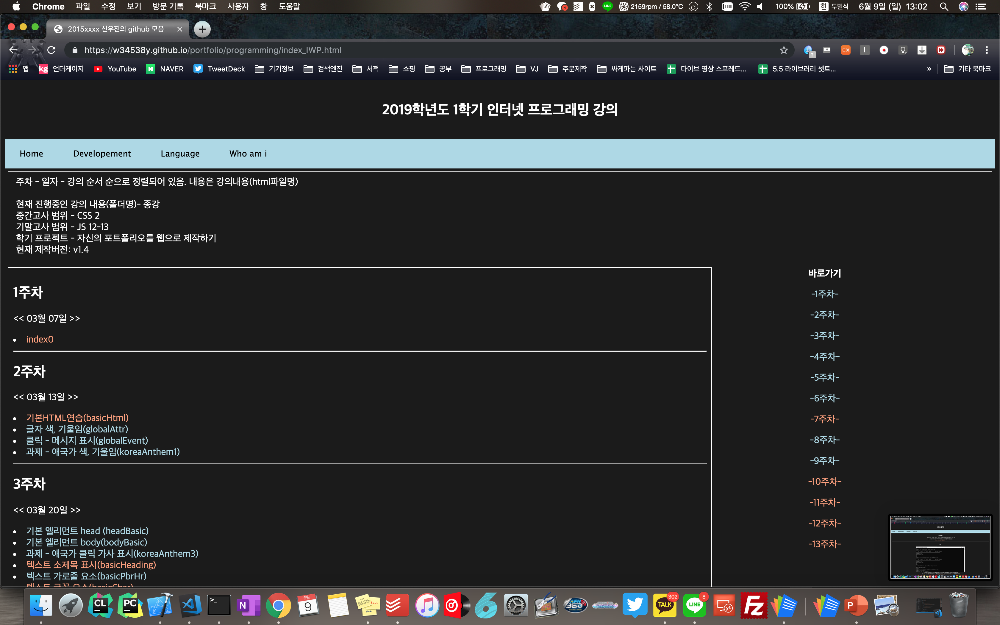 Chrome 파일 수정 보기 방문 기록 북마크 사용자 창 도움말 LINE 2159rpm / 58.0°C 100% 한 두벌식 6월 9일 (일) 13:02
2015xxxx 신우진의 github 모음
https://w34538y.github.io/portfolio/programming/index_IWP.html
앱 kg 언더케이지 YouTube N NAVER TweetDeck 기기정보 검색엔진 서적 쇼핑 공부 프로그래밍 VJ 주문제작 싸게파는 사이트 다이브 영상 스프레드... 5.5 라이브러리 셋트... » 기타 북마크
2019학년도 1학기 인터넷 프로그래밍 강의
Home Developement Language Who am i
주차 - 일자 - 강의 순서 순으로 정렬되어 있음. 내용은 강의내용(html파일명)
현재 진행중인 강의 내용(폴더명)- 종강
중간고사 범위 - CSS 2
기말고사 범위 - JS 12-13
학기 프로젝트 - 자신의 포트폴리오를 웹으로 제작하기
현재 제작버전: v1.4
1주차
<< 03월 07일 >>
index0
2주차
<< 03월 13일 >>
기본HTML연습(basicHtml)
글자 색, 기울임(globalAttr)
클릭 - 메시지 표시(globalEvent)
과제 - 애국가 색, 기울임(koreaAnthem1)
3주차
<< 03월 20일 >>
기본 엘리먼트 head (headBasic)
기본 엘리먼트 body(bodyBasic)
과제 - 애국가 클릭 가사 표시(koreaAnthem3)
텍스트 소제목 표시(basicHeading)
텍스트 가로줄 요소(basicPbrHr)
텍스트 글꼴 요소(basicChar)
바로가기
-1주차-
-2주차-
-3주차-
-4주차-
-5주차-
-6주차-
-7주차-
-8주차-
-9주차-
-10주차-
-11주차-
-12주차-
-13주차-
CL PC >_ N 6월 9 6 AFN 360 TALK 302 LINE 8 Fz P